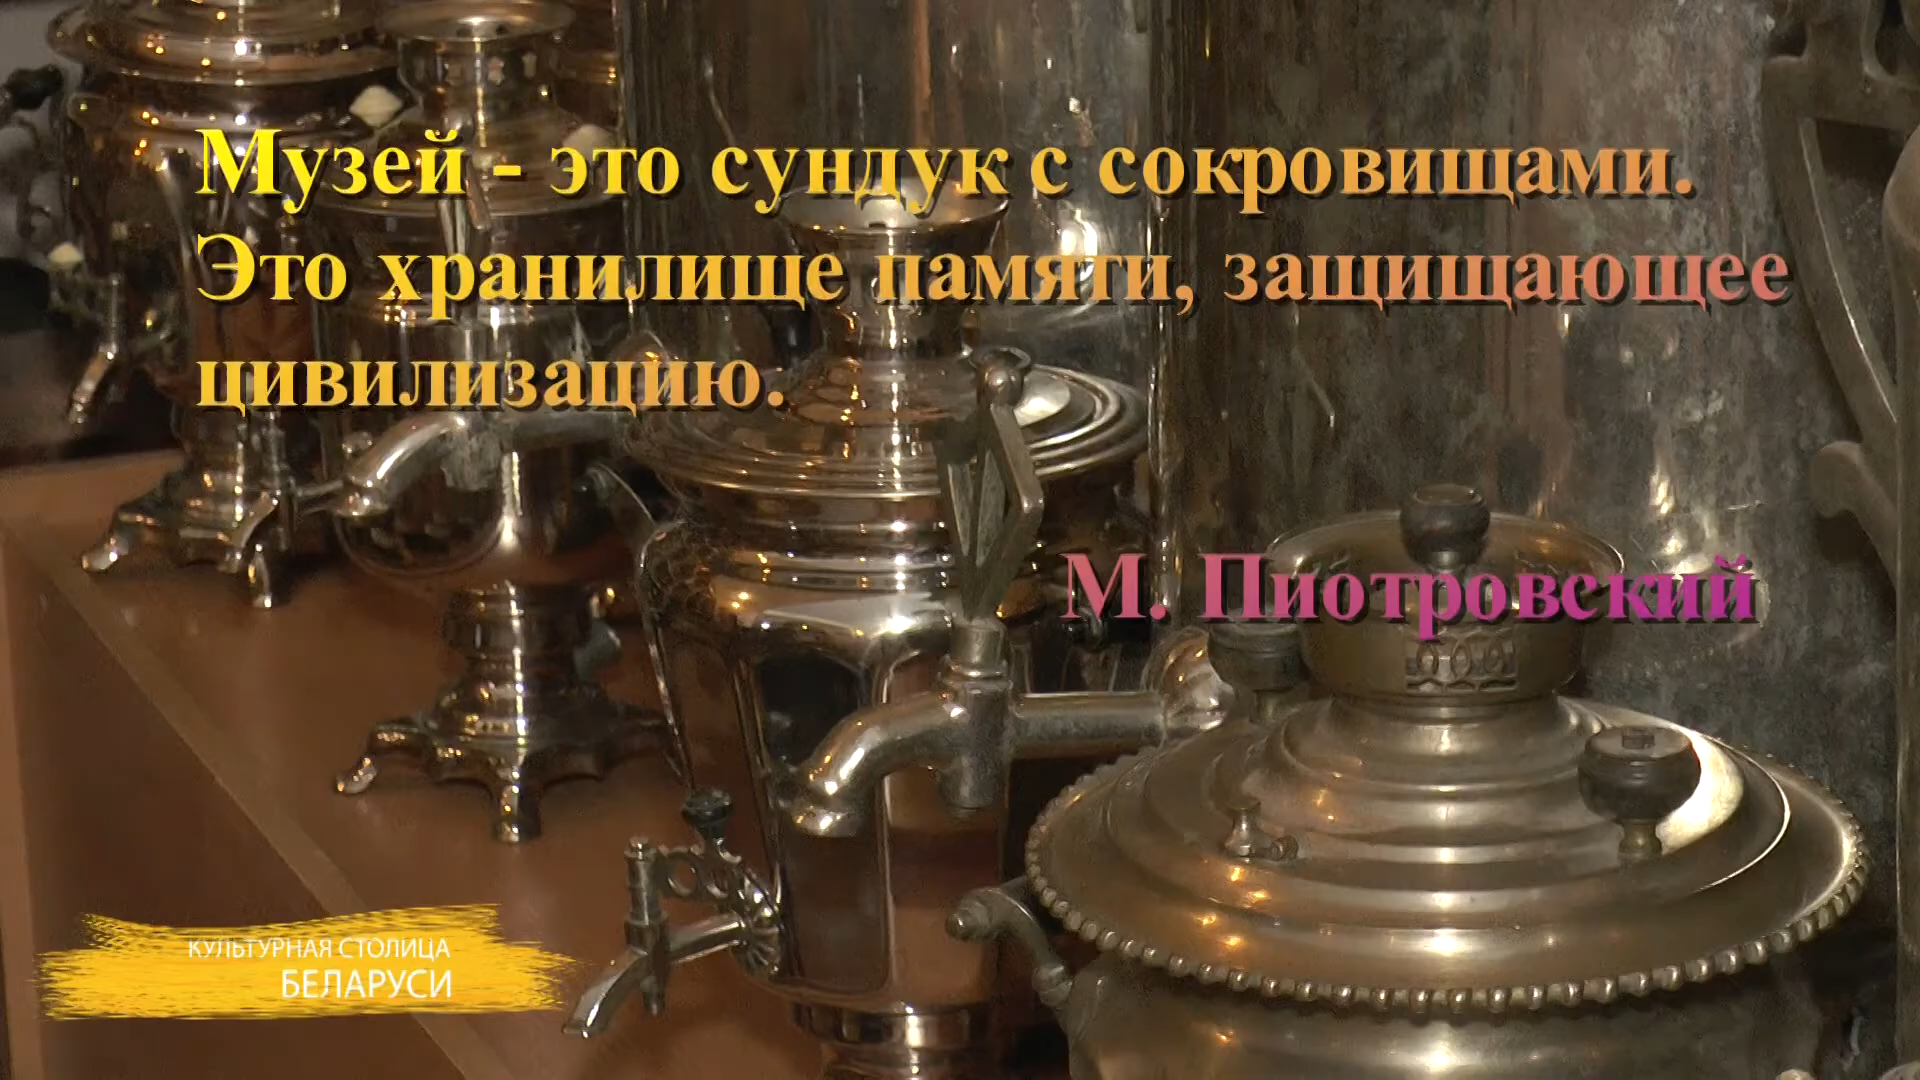 Музей - это сундук с сокровищами.
Это хранилище памяти, защищающее
цивилизацию.
М. Пиотровский
КУЛЬТУРНАЯ СТОЛИЦА
БЕЛАРУСИ